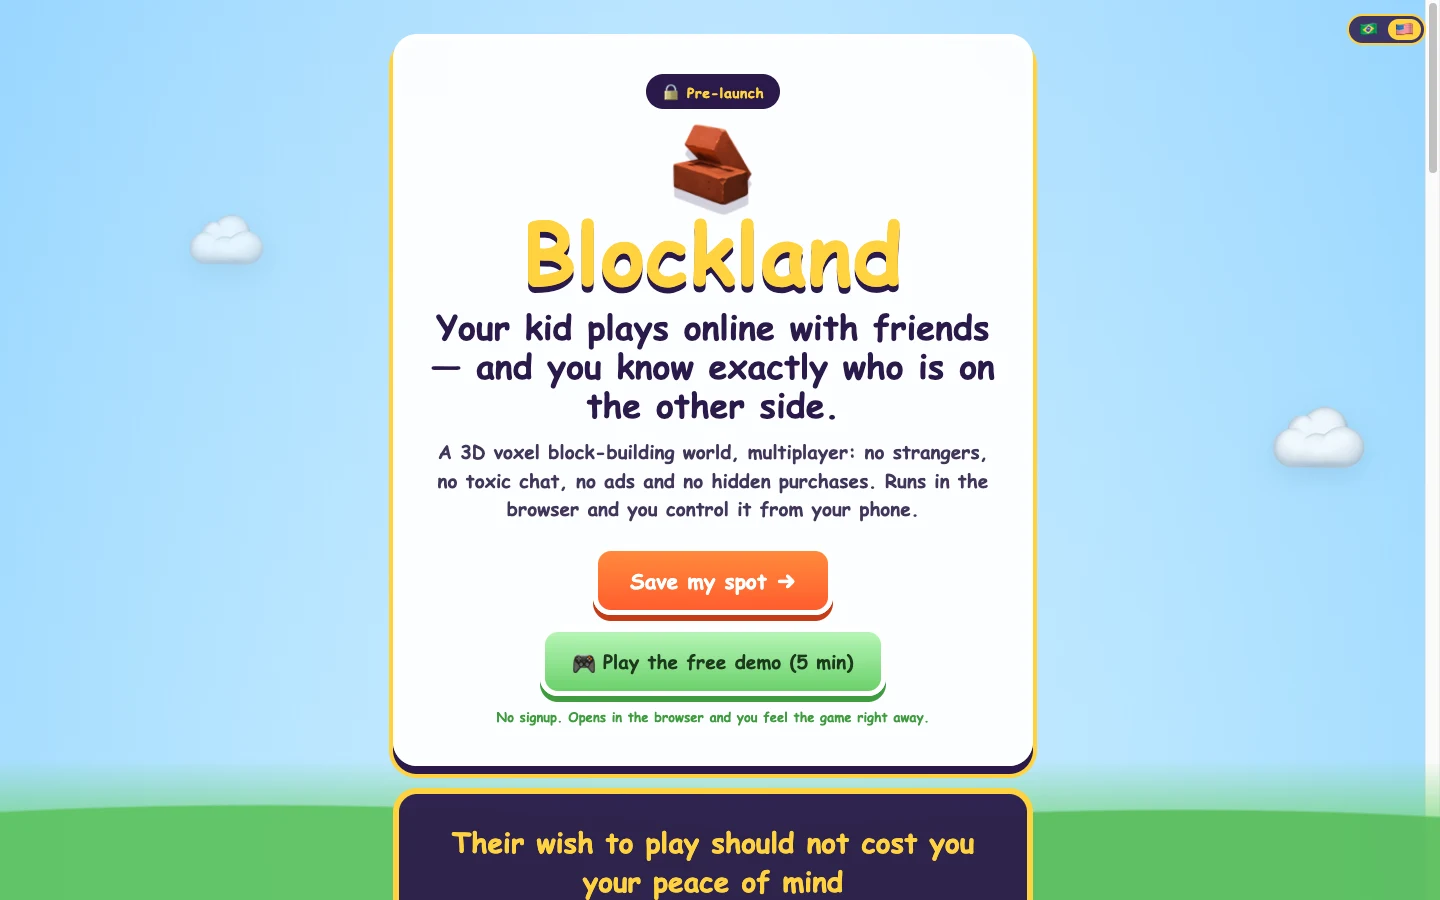 Pre-launch
Blockland
Your kid plays online with friends
— and you know exactly who is on
the other side.
A 3D voxel block-building world, multiplayer: no strangers,
no toxic chat, no ads and no hidden purchases. Runs in the
browser and you control it from your phone.
Save my spot →
Play the free demo (5 min)
No signup. Opens in the browser and you feel the game right away.
Their wish to play should not cost you
your peace of mind